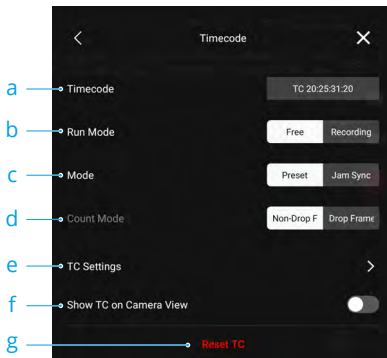 Timecode
a Timecode TC 20:25:31:20
b Run Mode Free Recording
c Mode Preset Jam Sync
d Count Mode Non-Drop F Drop Frame
e TC Settings
f Show TC on Camera View
g Reset TC